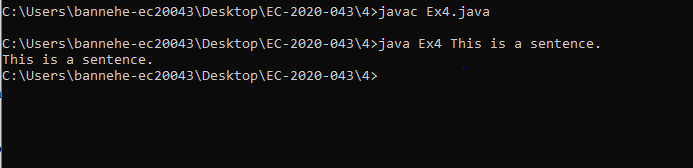 C:\Users\bannehe-ec20043\Desktop\EC-2020-043\4>javac Ex4.java
C:\Users\bannehe-ec20043\Desktop\EC-2020-043\4>java Ex4 This is a sentence.
This is a sentence.
C:\Users\bannehe-ec20043\Desktop\EC-2020-043\4>